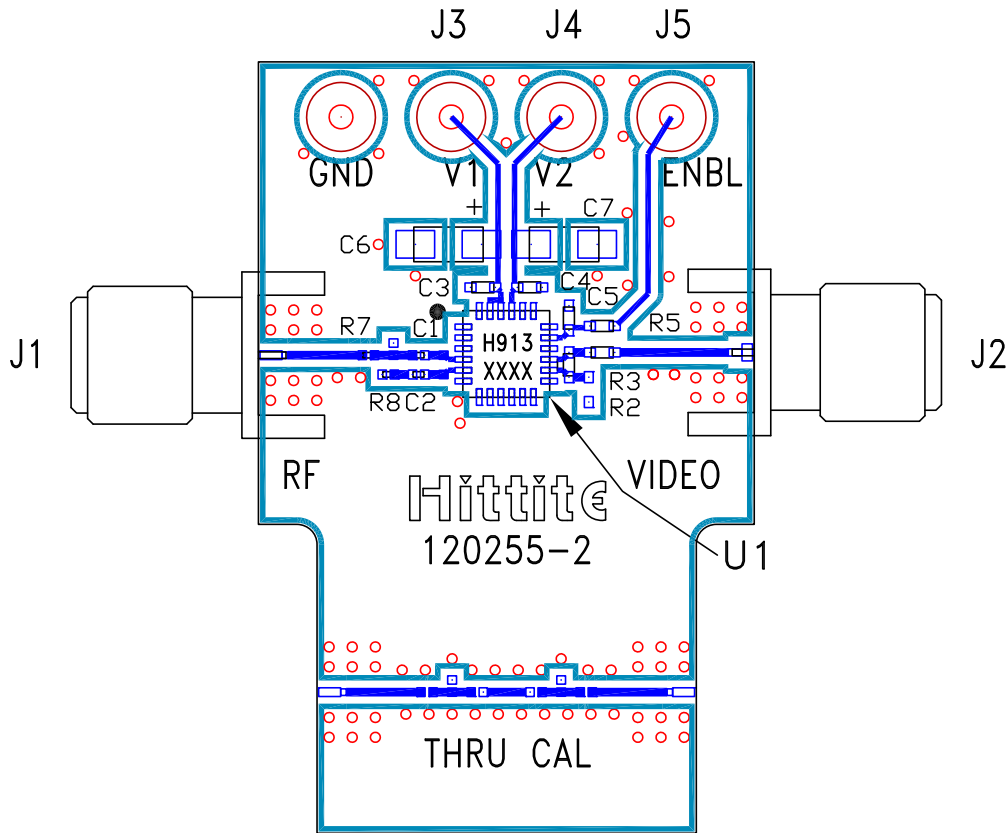 J3 J4 J5
GND V1 V2 ENBL
+ + C7
C6
C3 C4 C5
R7 C1 R5
H913
XXXX
J1 J2
R8 C2 R3
R2
RF VIDEO
Hittite
120255-2
U1
THRU CAL